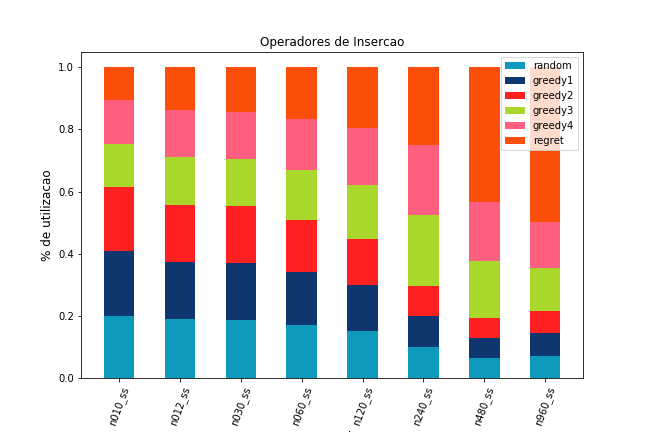 Operadores de Insercao
% de utilizacao
1.0
0.8
0.6
0.4
0.2
0.0
random
greedy1
greedy2
greedy3
greedy4
regret
n010_ss
n012_ss
n030_ss
n060_ss
n120_ss
n240_ss
n480_ss
n960_ss